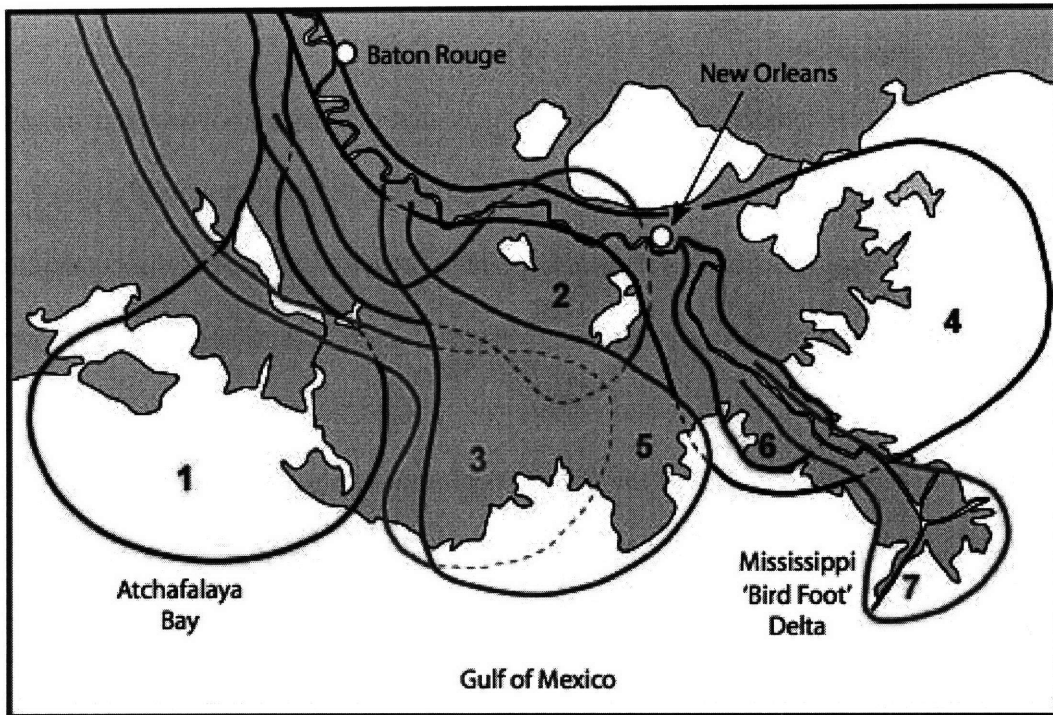 Baton Rouge
New Orleans
2
4
1
3
5
6
7
Atchafalaya
Bay
Mississippi
'Bird Foot'
Delta
Gulf of Mexico